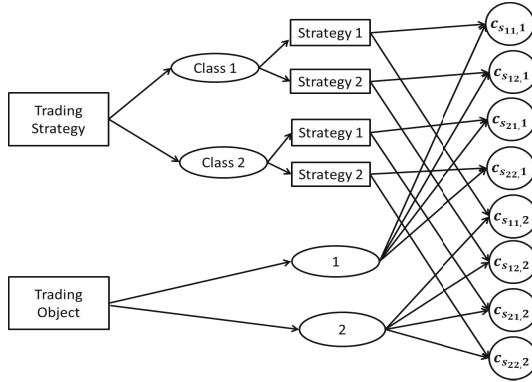 Trading
Strategy
Class 1
Class 2
Strategy 1
Strategy 2
Strategy 1
Strategy 2
Trading
Object
1
2
c_{s_{11},1}
c_{s_{12},1}
c_{s_{21},1}
c_{s_{22},1}
c_{s_{11},2}
c_{s_{12},2}
c_{s_{21},2}
c_{s_{22},2}